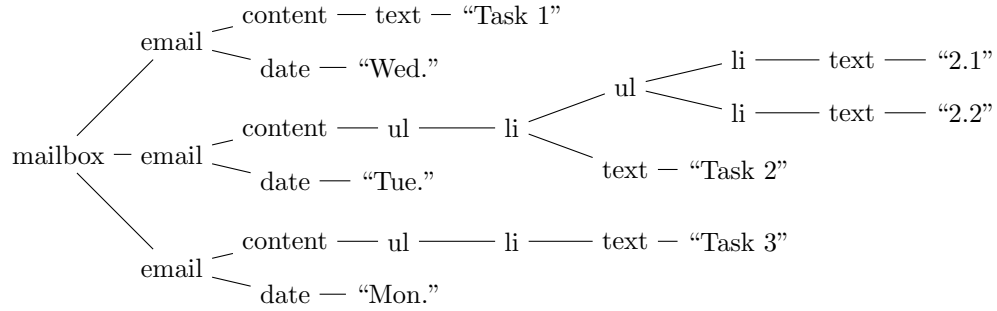 content text “Task 1”
email
date “Wed.”
li text “2.1”
ul
li text “2.2”
content ul li
mailbox email
text “Task 2”
date “Tue.”
content ul li text “Task 3”
email
date “Mon.”